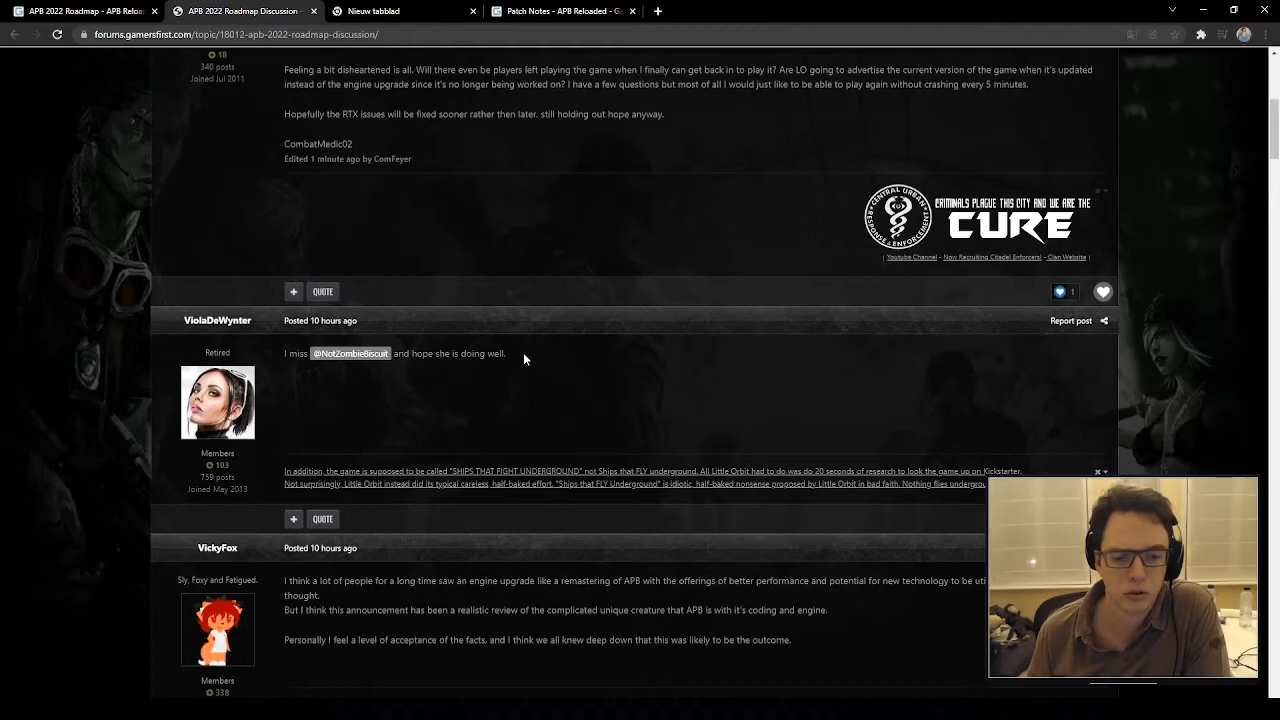 APB 2022 Roadmap - APB Reloa
APB 2022 Roadmap Discussion -
Nieuw tabblad
Patch Notes - APB Reloaded - Ga
forums.gamersfirst.com/topic/18012-apb-2022-roadmap-discussion/
18
340 posts
Joined Jul 2011
Feeling a bit disheartened is all. Will there even be players left playing the game when I finally can get back in to play it? Are LO going to advertise the current version of the game when it's updated
instead of the engine upgrade since it's no longer being worked on? I have a few questions but most of all I would just like to be able to play again without crashing every 5 minutes.
Hopefully the RTX issues will be fixed sooner rather then later. still holding out hope anyway.
CombatMedic02
Edited 1 minute ago by ComFeyer
CENTRAL URBAN RESPONSE & ENFORCEMENT
CRIMINALS PLAGUE THIS CITY AND WE ARE THE
CURE
| Youtube Channel - Now Recruiting Citadel Enforcers! - Clan Website |
+ QUOTE
1
ViolaDeWynter
Posted 10 hours ago
Report post
Retired
I miss @NotZombieBiscuit and hope she is doing well.
Members
103
759 posts
Joined May 2013
In addition, the game is supposed to be called "SHIPS THAT FIGHT UNDERGROUND" not Ships that FLY underground. All Little Orbit had to do was do 20 seconds of research to look the game up on Kickstarter.
Not surprisingly, Little Orbit instead did its typical careless, half-baked effort. "Ships that FLY Underground" is idiotic, half-baked nonsense proposed by Little Orbit in bad faith. Nothing flies undergrou
+ QUOTE
VickyFox
Posted 10 hours ago
Sly, Foxy and Fatigued.
I think a lot of people for a long time saw an engine upgrade like a remastering of APB with the offerings of better performance and potential for new technology to be uti
thought.
But I think this announcement has been a realistic review of the complicated unique creature that APB is with it's coding and engine.
Personally I feel a level of acceptance of the facts, and I think we all knew deep down that this was likely to be the outcome.
Members
338